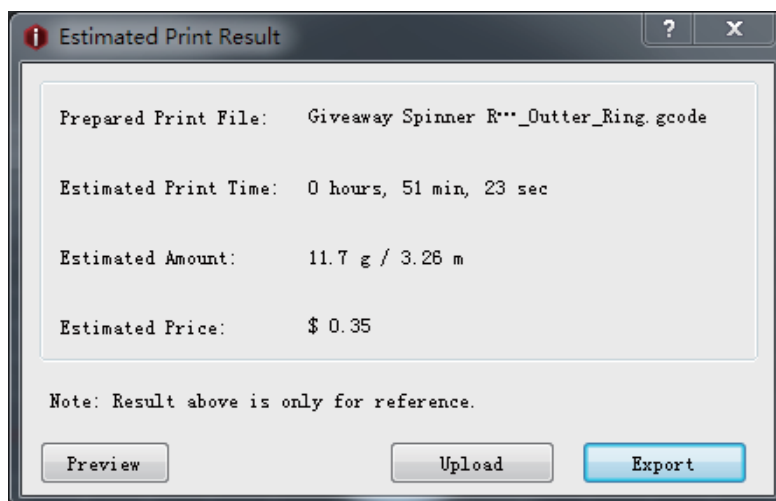 Estimated Print Result
Prepared Print File: Giveaway Spinner R···_Outter_Ring.gcode
Estimated Print Time: 0 hours, 51 min, 23 sec
Estimated Amount: 11.7 g / 3.26 m
Estimated Price: $ 0.35
Note: Result above is only for reference.
Preview Upload Export